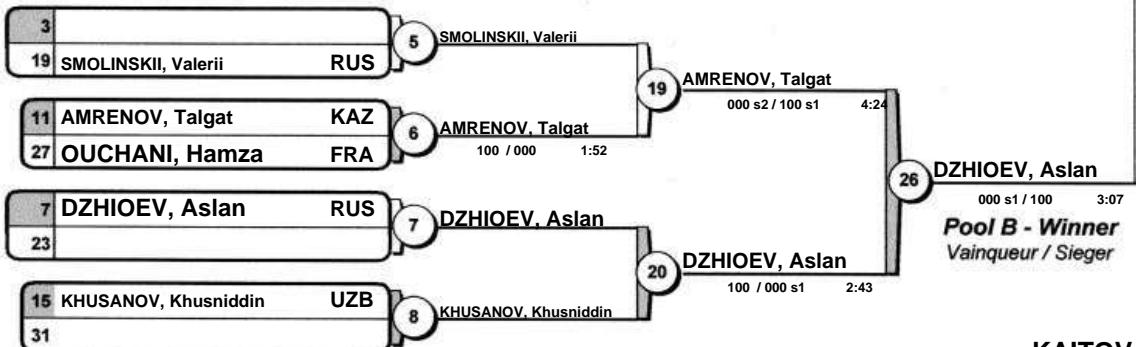 3
19 SMOLINSKII, Valerii RUS
5
SMOLINSKII, Valerii
11 AMRENOV, Talgat KAZ
27 OUCHANI, Hamza FRA
6
AMRENOV, Talgat
100 / 000 1:52
19
AMRENOV, Talgat
000 s2 / 100 s1 4:24
7 DZHIOEV, Aslan RUS
23
7
DZHIOEV, Aslan
15 KHUSANOV, Khusniddin UZB
31
8
KHUSANOV, Khusniddin
20
DZHIOEV, Aslan
100 / 000 s1 2:43
26
DZHIOEV, Aslan
000 s1 / 100 3:07
Pool B - Winner
Vainqueur / Sieger